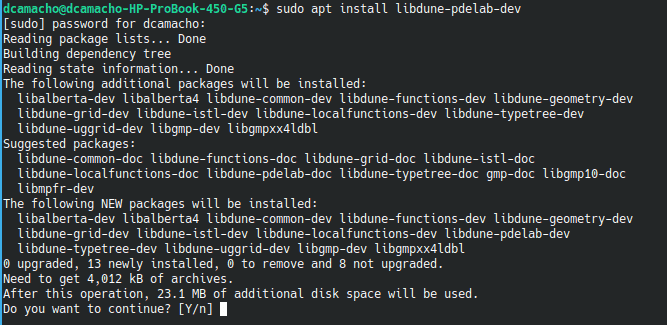 dcamacho@dcamacho-HP-ProBook-450-G5:~$ sudo apt install libdune-pdelab-dev
[sudo] password for dcamacho:
Reading package lists... Done
Building dependency tree
Reading state information... Done
The following additional packages will be installed:
  libalberta-dev libalberta4 libdune-common-dev libdune-functions-dev libdune-geometry-dev
  libdune-grid-dev libdune-istl-dev libdune-localfunctions-dev libdune-typetree-dev
  libdune-uggrid-dev libgmp-dev libgmpxx4ldbl
Suggested packages:
  libdune-common-doc libdune-functions-doc libdune-grid-doc libdune-istl-doc
  libdune-localfunctions-doc libdune-pdelab-doc libdune-typetree-doc gmp-doc libgmp10-doc
  libmpfr-dev
The following NEW packages will be installed:
  libalberta-dev libalberta4 libdune-common-dev libdune-functions-dev libdune-geometry-dev
  libdune-grid-dev libdune-istl-dev libdune-localfunctions-dev libdune-pdelab-dev
  libdune-typetree-dev libdune-uggrid-dev libgmp-dev libgmpxx4ldbl
0 upgraded, 13 newly installed, 0 to remove and 8 not upgraded.
Need to get 4,012 kB of archives.
After this operation, 23.1 MB of additional disk space will be used.
Do you want to continue? [Y/n]